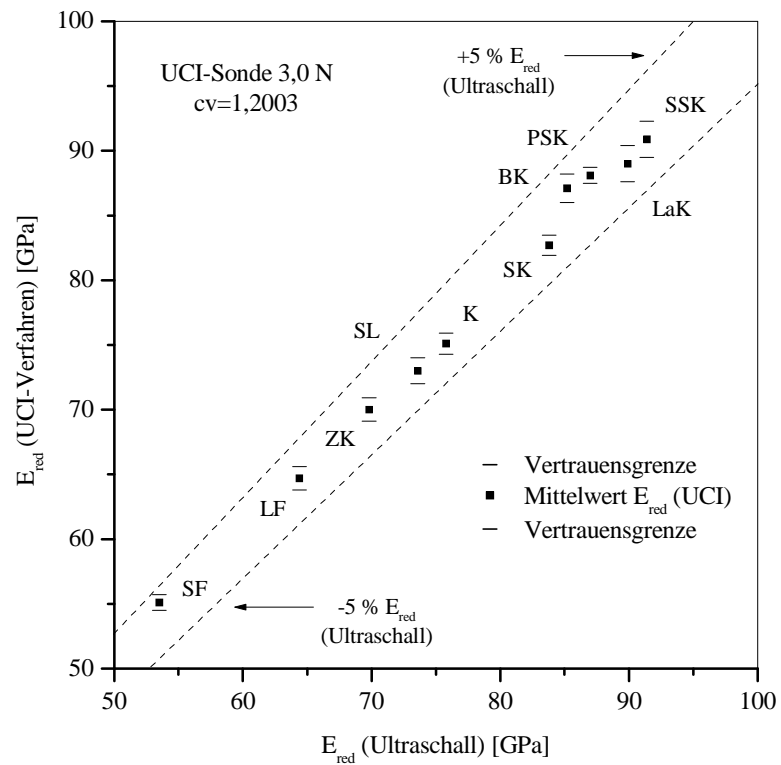 100
90
80
70
60
50
E_red (UCI-Verfahren) [GPa]
UCI-Sonde 3,0 N
cv=1,2003
+5 % E_red
(Ultraschall)
SSK
PSK
BK
LaK
SK
K
SL
ZK
LF
SF
– Vertrauensgrenze
▪ Mittelwert E_red (UCI)
– Vertrauensgrenze
-5 % E_red
(Ultraschall)
50 60 70 80 90 100
E_red (Ultraschall) [GPa]